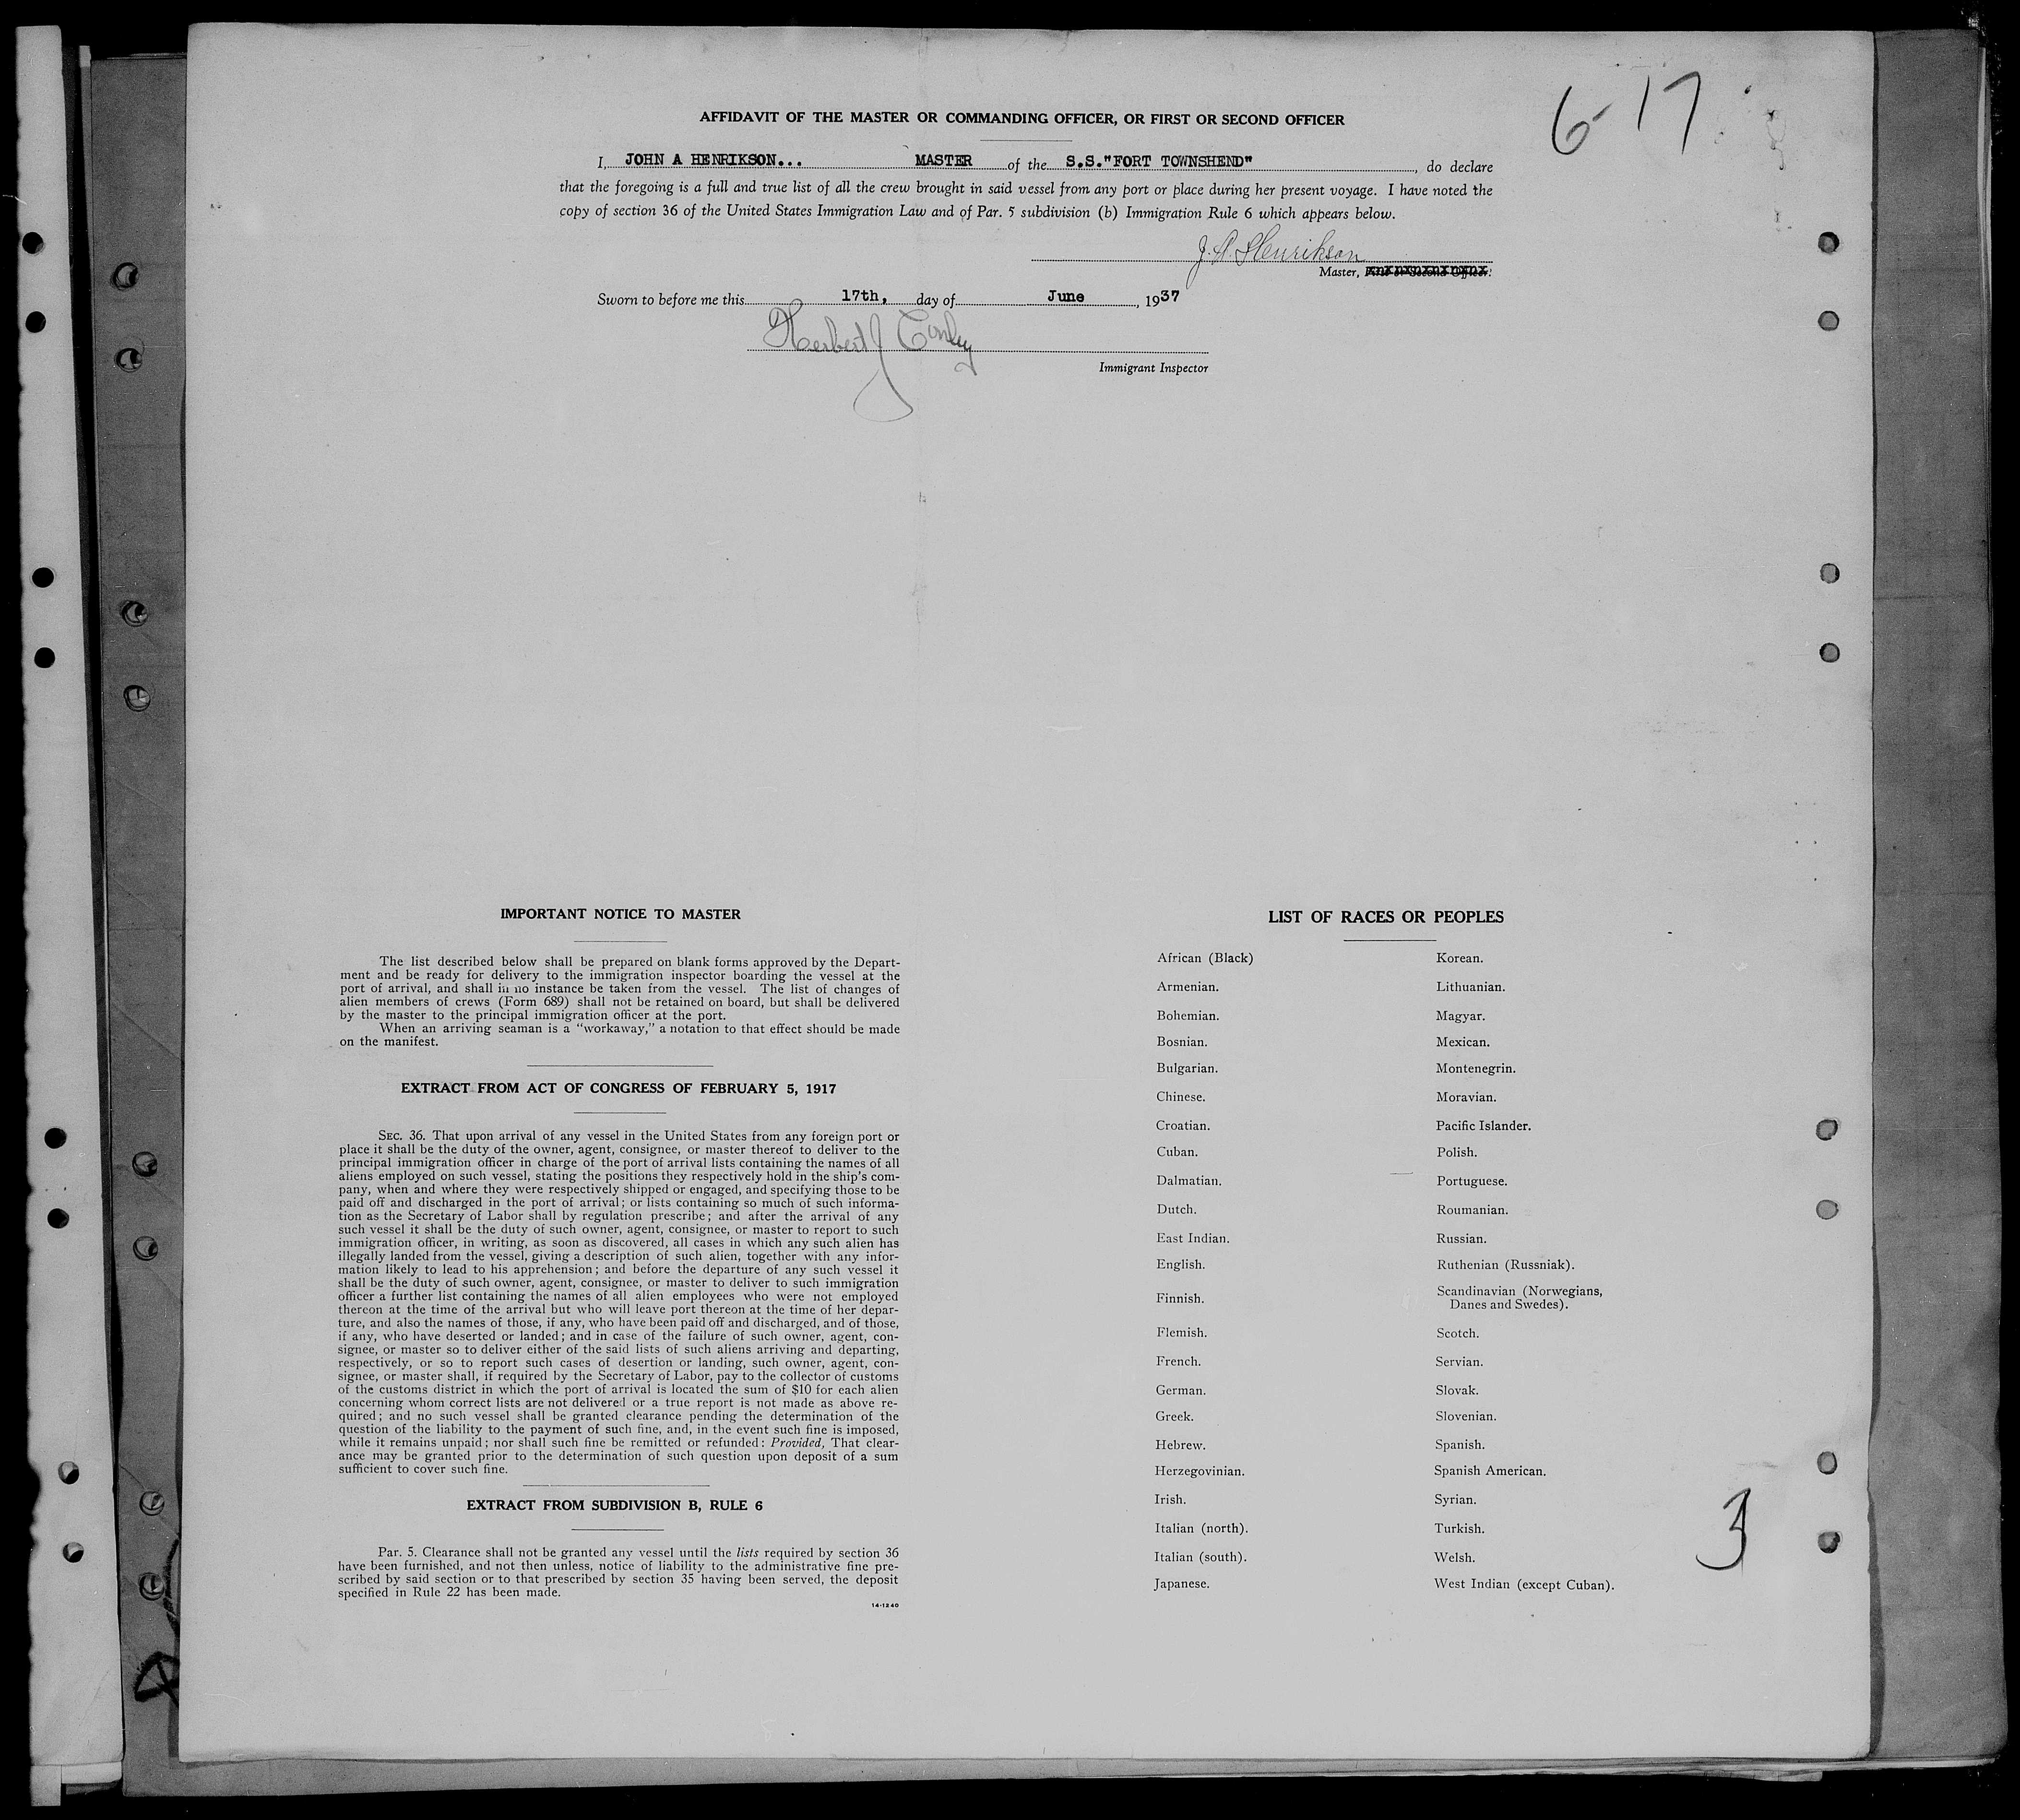 6-17
AFFIDAVIT OF THE MASTER OR COMMANDING OFFICER, OR FIRST OR SECOND OFFICER
I, JOHN A HENRIKSON... MASTER of the S.S."FORT TOWNSHEND", do declare
that the foregoing is a full and true list of all the crew brought in said vessel from any port or place during her present voyage. I have noted the
copy of section 36 of the United States Immigration Law and of Par. 5 subdivision (b) Immigration Rule 6 which appears below.
J. A. Henrikson
Master, First or Second Officer.
Sworn to before me this 17th, day of June, 1937
Herbert J Conley
Immigrant Inspector
IMPORTANT NOTICE TO MASTER
The list described below shall be prepared on blank forms approved by the Depart-
ment and be ready for delivery to the immigration inspector boarding the vessel at the
port of arrival, and shall in no instance be taken from the vessel. The list of changes of
alien members of crews (Form 689) shall not be retained on board, but shall be delivered
by the master to the principal immigration officer at the port.
When an arriving seaman is a "workaway," a notation to that effect should be made
on the manifest.
EXTRACT FROM ACT OF CONGRESS OF FEBRUARY 5, 1917
SEC. 36. That upon arrival of any vessel in the United States from any foreign port or
place it shall be the duty of the owner, agent, consignee, or master thereof to deliver to the
principal immigration officer in charge of the port of arrival lists containing the names of all
aliens employed on such vessel, stating the positions they respectively hold in the ship's com-
pany, when and where they were respectively shipped or engaged, and specifying those to be
paid off and discharged in the port of arrival; or lists containing so much of such informa-
tion as the Secretary of Labor shall by regulation prescribe; and after the arrival of any
such vessel it shall be the duty of such owner, agent, consignee, or master to report to such
immigration officer, in writing, as soon as discovered, all cases in which any such alien has
illegally landed from the vessel, giving a description of such alien, together with any infor-
mation likely to lead to his apprehension; and before the departure of any such vessel it
shall be the duty of such owner, agent, consignee, or master to deliver to such immigration
officer a further list containing the names of all alien employees who were not employed
thereon at the time of the arrival but who will leave port thereon at the time of her depar-
ture, and also the names of those, if any, who have been paid off and discharged, and of those,
if any, who have deserted or landed; and in case of the failure of such owner, agent, con-
signee, or master so to deliver either of the said lists of such aliens arriving and departing,
respectively, or so to report such cases of desertion or landing, such owner, agent, con-
signee, or master shall, if required by the Secretary of Labor, pay to the collector of customs
of the customs district in which the port of arrival is located the sum of $10 for each alien
concerning whom correct lists are not delivered or a true report is not made as above re-
quired; and no such vessel shall be granted clearance pending the determination of the
question of the liability to the payment of such fine, and, in the event such fine is imposed,
while it remains unpaid; nor shall such fine be remitted or refunded: Provided, That clear-
ance may be granted prior to the determination of such question upon deposit of a sum
sufficient to cover such fine.
EXTRACT FROM SUBDIVISION B, RULE 6
Par. 5. Clearance shall not be granted any vessel until the lists required by section 36
have been furnished, and not then unless, notice of liability to the administrative fine pre-
scribed by said section or to that prescribed by section 35 having been served, the deposit
specified in Rule 22 has been made.
14-1240
LIST OF RACES OR PEOPLES
African (Black)
Armenian.
Bohemian.
Bosnian.
Bulgarian.
Chinese.
Croatian.
Cuban.
Dalmatian.
Dutch.
East Indian.
English.
Finnish.
Flemish.
French.
German.
Greek.
Hebrew.
Herzegovinian.
Irish.
Italian (north).
Italian (south).
Japanese.
Korean.
Lithuanian.
Magyar.
Mexican.
Montenegrin.
Moravian.
Pacific Islander.
Polish.
Portuguese.
Roumanian.
Russian.
Ruthenian (Russniak).
Scandinavian (Norwegians,
Danes and Swedes).
Scotch.
Servian.
Slovak.
Slovenian.
Spanish.
Spanish American.
Syrian.
Turkish.
Welsh.
West Indian (except Cuban).
3